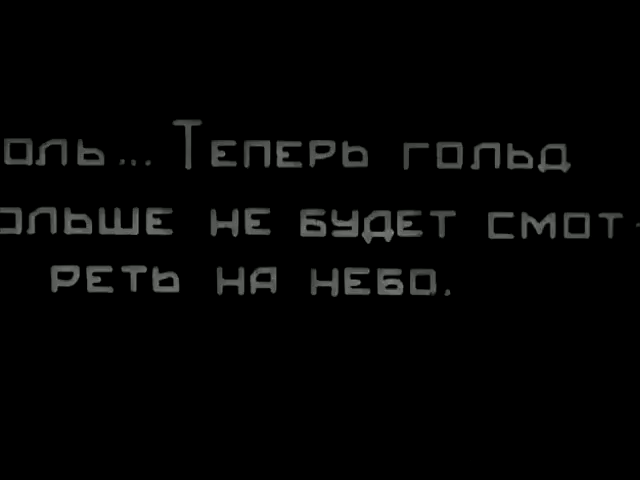 оль... Теперь гольд
ольше не будет смот-
реть на небо.